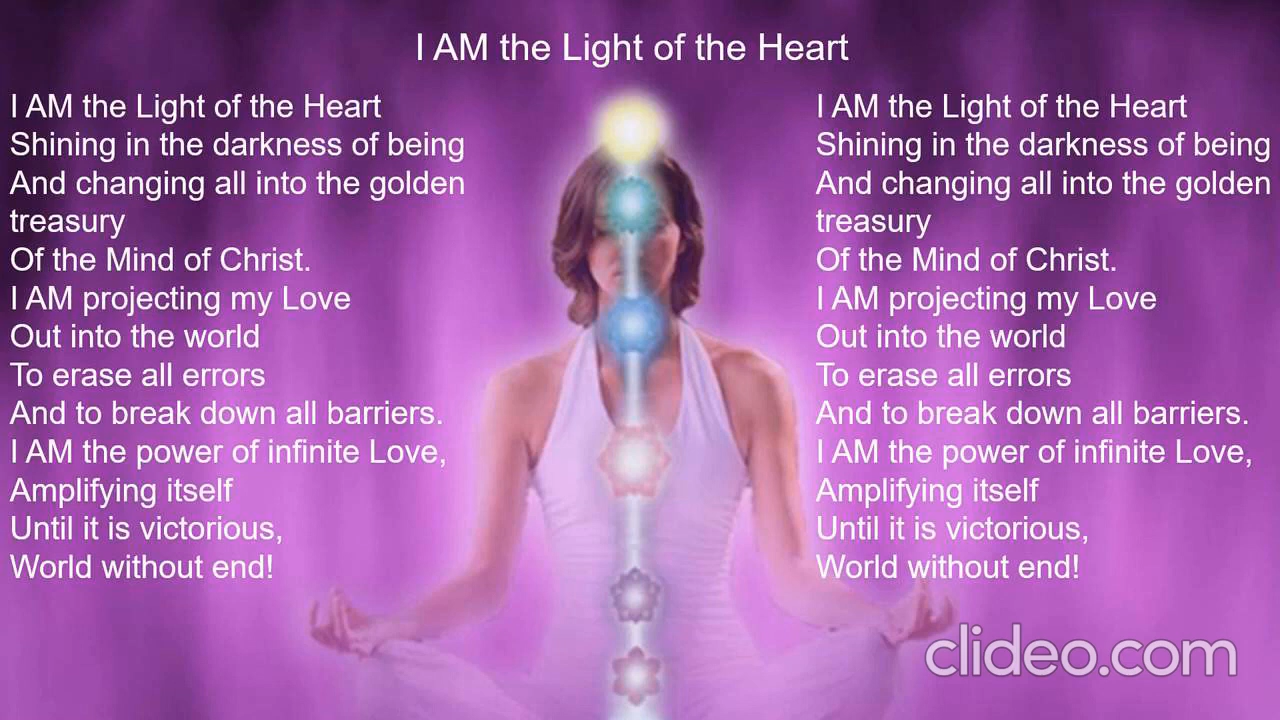 I AM the Light of the Heart
I AM the Light of the Heart
Shining in the darkness of being
And changing all into the golden
treasury
Of the Mind of Christ.
I AM projecting my Love
Out into the world
To erase all errors
And to break down all barriers.
I AM the power of infinite Love,
Amplifying itself
Until it is victorious,
World without end!
I AM the Light of the Heart
Shining in the darkness of being
And changing all into the golden
treasury
Of the Mind of Christ.
I AM projecting my Love
Out into the world
To erase all errors
And to break down all barriers.
I AM the power of infinite Love,
Amplifying itself
Until it is victorious,
World without end!
clideo.com